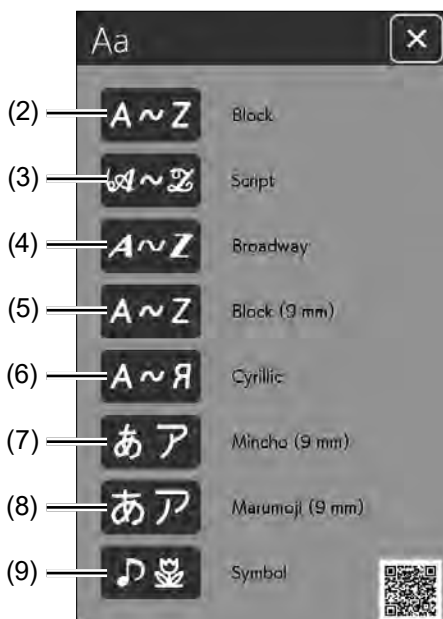 Aa ×
(2) A ~ Z Block
(3) A ~ Z Script
(4) A ~ Z Broadway
(5) A ~ Z Block (9 mm)
(6) A ~ Я Cyrillic
(7) あ ア Mincho (9 mm)
(8) あ ア Marumoji (9 mm)
(9) Symbol